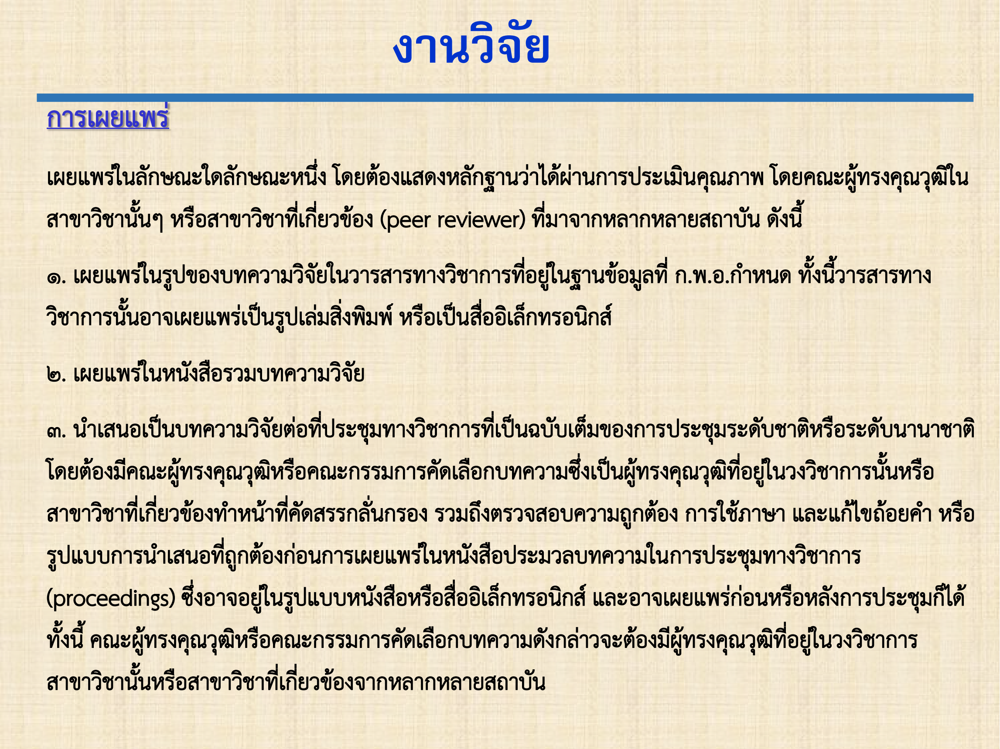 งานวิจัย
การเผยแพร่
เผยแพร่ในลักษณะใดลักษณะหนึ่ง โดยต้องแสดงหลักฐานว่าได้ผ่านการประเมินคุณภาพ โดยคณะผู้ทรงคุณวุฒิใน
สาขาวิชานั้นๆ หรือสาขาวิชาที่เกี่ยวข้อง (peer reviewer) ที่มาจากหลากหลายสถาบัน ดังนี้
๑. เผยแพร่ในรูปของบทความวิจัยในวารสารทางวิชาการที่อยู่ในฐานข้อมูลที่ ก.พ.อ.กำหนด ทั้งนี้วารสารทาง
วิชาการนั้นอาจเผยแพร่เป็นรูปเล่มสิ่งพิมพ์ หรือเป็นสื่ออิเล็กทรอนิกส์
๒. เผยแพร่ในหนังสือรวมบทความวิจัย
๓. นำเสนอเป็นบทความวิจัยต่อที่ประชุมทางวิชาการที่เป็นฉบับเต็มของการประชุมระดับชาติหรือระดับนานาชาติ
โดยต้องมีคณะผู้ทรงคุณวุฒิหรือคณะกรรมการคัดเลือกบทความซึ่งเป็นผู้ทรงคุณวุฒิที่อยู่ในวงวิชาการนั้นหรือ
สาขาวิชาที่เกี่ยวข้องทำหน้าที่คัดสรรกลั่นกรอง รวมถึงตรวจสอบความถูกต้อง การใช้ภาษา และแก้ไขถ้อยคำ หรือ
รูปแบบการนำเสนอที่ถูกต้องก่อนการเผยแพร่ในหนังสือประมวลบทความในการประชุมทางวิชาการ
(proceedings) ซึ่งอาจอยู่ในรูปแบบหนังสือหรือสื่ออิเล็กทรอนิกส์ และอาจเผยแพร่ก่อนหรือหลังการประชุมก็ได้
ทั้งนี้ คณะผู้ทรงคุณวุฒิหรือคณะกรรมการคัดเลือกบทความดังกล่าวจะต้องมีผู้ทรงคุณวุฒิที่อยู่ในวงวิชาการ
สาขาวิชานั้นหรือสาขาวิชาที่เกี่ยวข้องจากหลากหลายสถาบัน